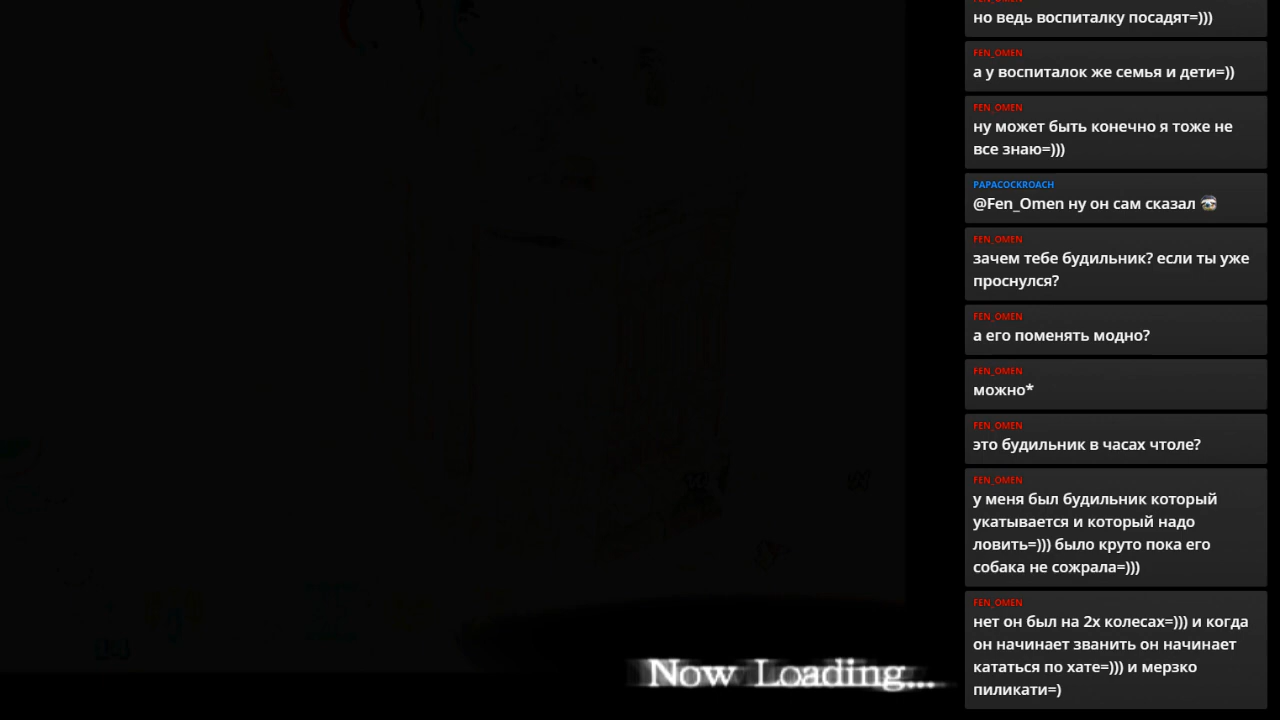 FEN_OMEN
но ведь воспиталку посадят=)))
FEN_OMEN
а у воспиталок же семья и дети=))
FEN_OMEN
ну может быть конечно я тоже не
все знаю=)))
PAPACOCKROACH
@Fen_Omen ну он сам сказал
FEN_OMEN
зачем тебе будильник? если ты уже
проснулся?
FEN_OMEN
а его поменять модно?
FEN_OMEN
можно*
FEN_OMEN
это будильник в часах чтоле?
FEN_OMEN
у меня был будильник который
укатывается и который надо
ловить=))) было круто пока его
собака не сожрала=)))
FEN_OMEN
нет он был на 2х колесах=))) и когда
он начинает званить он начинает
кататься по хате=))) и мерзко
пиликати=)
Now Loading...